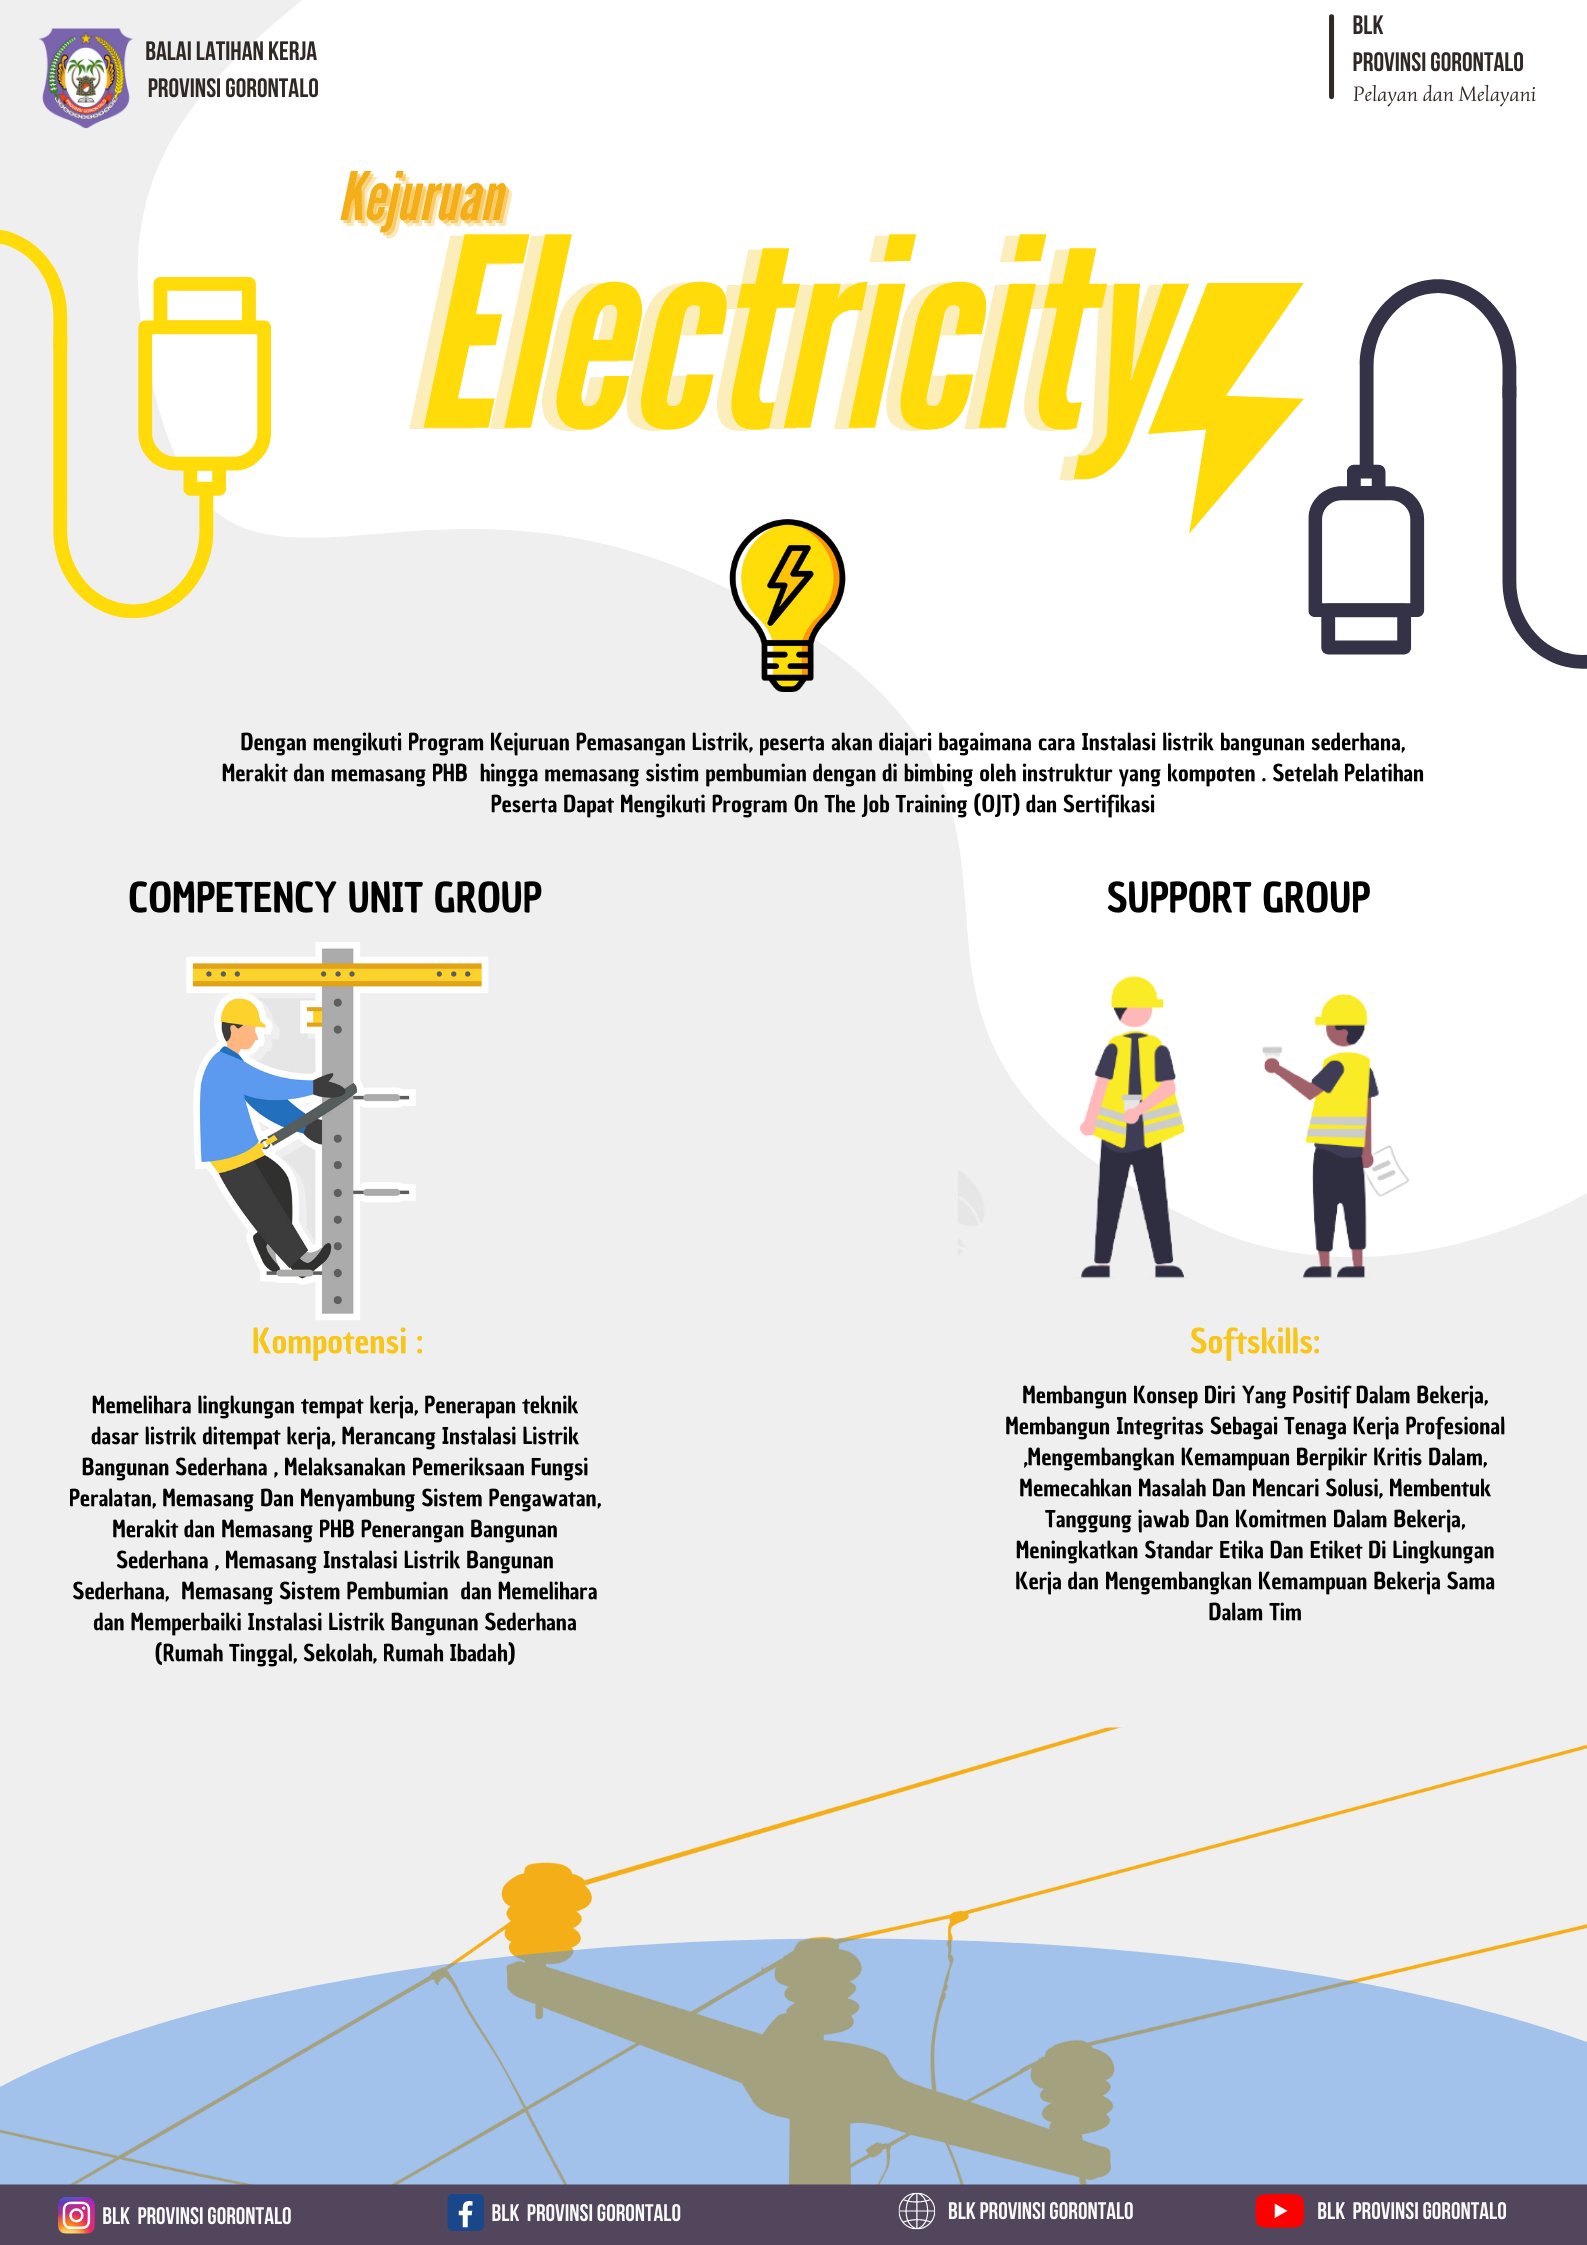 BALAI LATIHAN KERJA
PROVINSI GORONTALO
BLK
PROVINSI GORONTALO
Pelayan dan Melayani
Kejuruan
Electricity
Dengan mengikuti Program Kejuruan Pemasangan Listrik, peserta akan diajari bagaimana cara Instalasi listrik bangunan sederhana,
Merakit dan memasang PHB hingga memasang sistim pembumian dengan di bimbing oleh instruktur yang kompoten . Setelah Pelatihan
Peserta Dapat Mengikuti Program On The Job Training (OJT) dan Sertifikasi
COMPETENCY UNIT GROUP
Kompotensi :
Memelihara lingkungan tempat kerja, Penerapan teknik
dasar listrik ditempat kerja, Merancang Instalasi Listrik
Bangunan Sederhana , Melaksanakan Pemeriksaan Fungsi
Peralatan, Memasang Dan Menyambung Sistem Pengawatan,
Merakit dan Memasang PHB Penerangan Bangunan
Sederhana , Memasang Instalasi Listrik Bangunan
Sederhana, Memasang Sistem Pembumian dan Memelihara
dan Memperbaiki Instalasi Listrik Bangunan Sederhana
(Rumah Tinggal, Sekolah, Rumah Ibadah)
SUPPORT GROUP
Softskills:
Membangun Konsep Diri Yang Positif Dalam Bekerja,
Membangun Integritas Sebagai Tenaga Kerja Profesional
,Mengembangkan Kemampuan Berpikir Kritis Dalam,
Memecahkan Masalah Dan Mencari Solusi, Membentuk
Tanggung jawab Dan Komitmen Dalam Bekerja,
Meningkatkan Standar Etika Dan Etiket Di Lingkungan
Kerja dan Mengembangkan Kemampuan Bekerja Sama
Dalam Tim
BLK PROVINSI GORONTALO
BLK PROVINSI GORONTALO
BLK PROVINSI GORONTALO
BLK PROVINSI GORONTALO